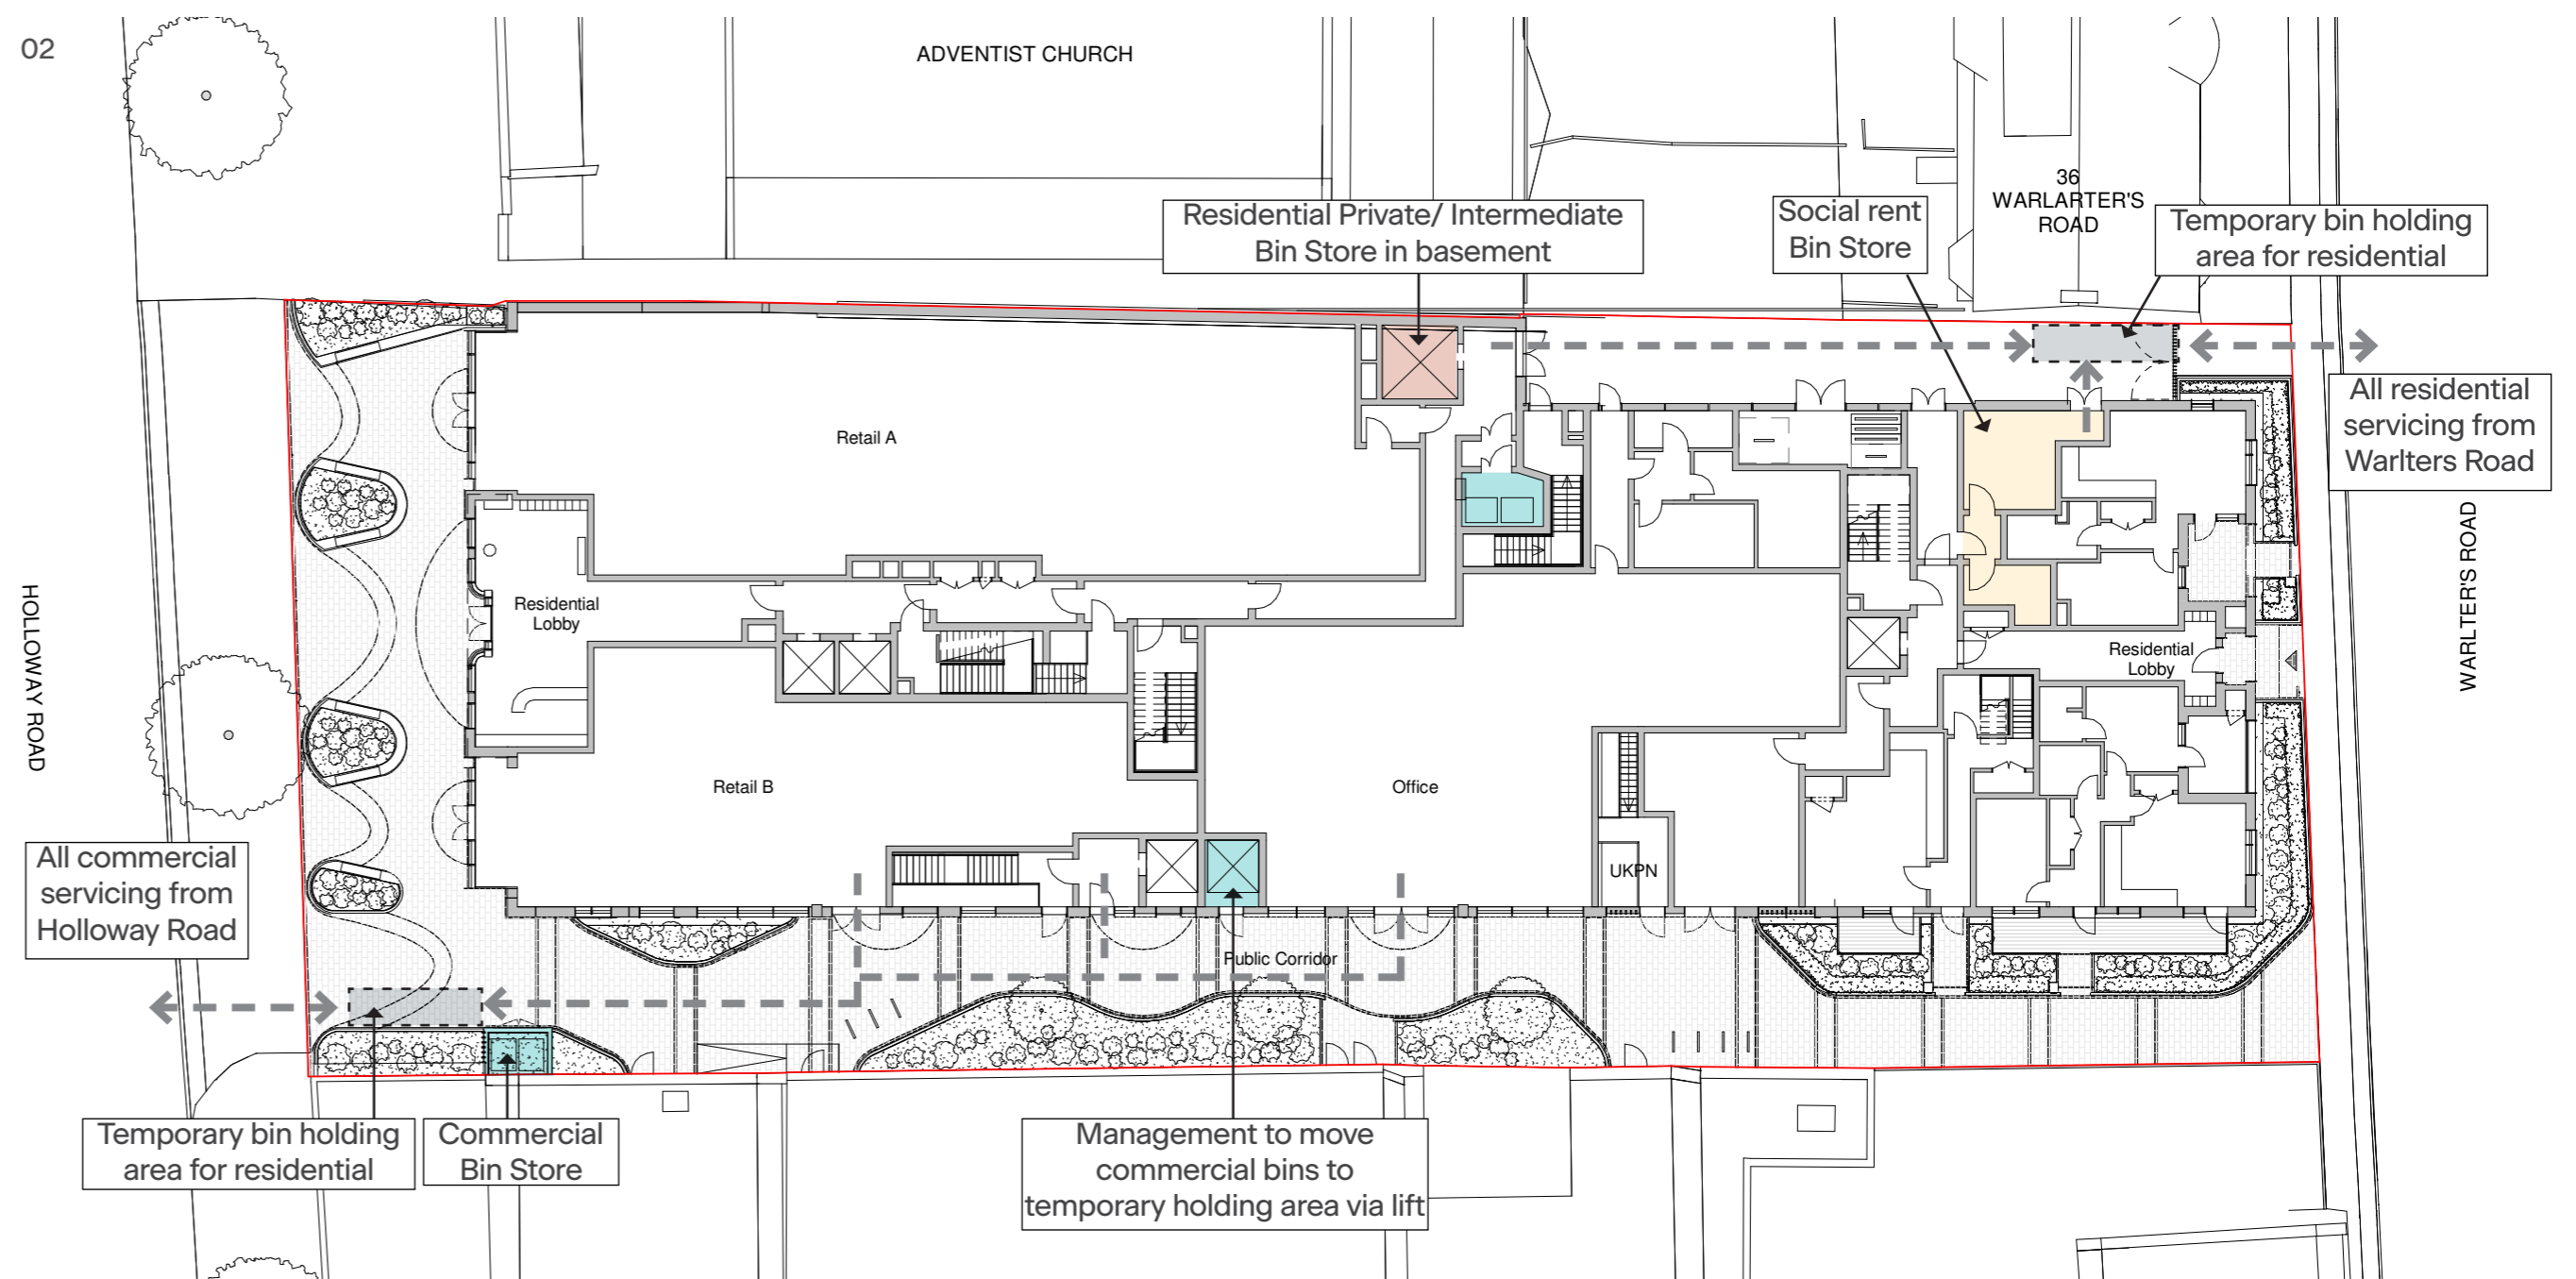 02
ADVENTIST CHURCH
36
WARLARTER'S
ROAD
Residential Private/ Intermediate
Bin Store in basement
Social rent
Bin Store
Temporary bin holding
area for residential
All residential
servicing from
Warlters Road
Retail A
Residential
Lobby
HOLLOWAY ROAD
WARLTER'S ROAD
Residential
Lobby
Retail B
Office
UKPN
All commercial
servicing from
Holloway Road
Public Corridor
Temporary bin holding
area for residential
Commercial
Bin Store
Management to move
commercial bins to
temporary holding area via lift